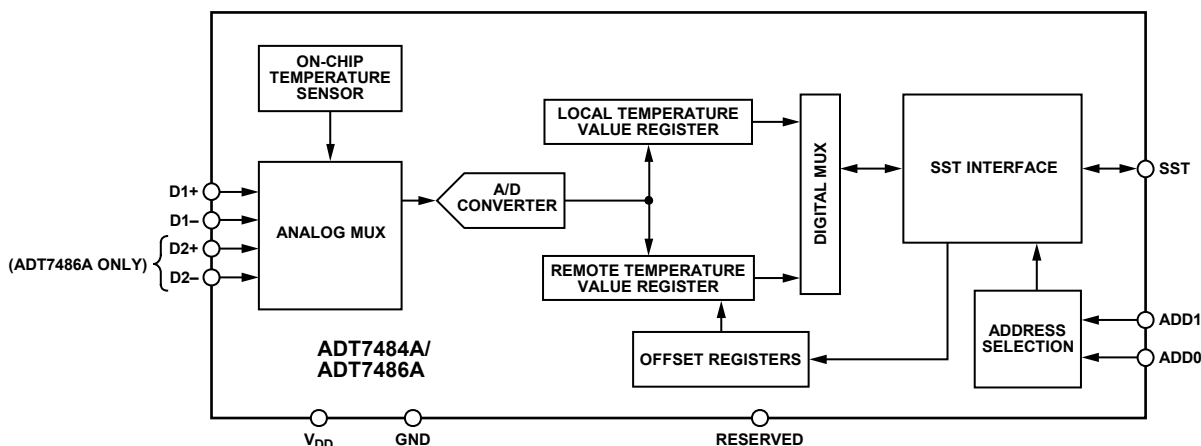 ON-CHIP
TEMPERATURE
SENSOR
LOCAL TEMPERATURE
VALUE REGISTER
DIGITAL MUX
SST INTERFACE
SST
D1+
D1–
D2+
D2–
(ADT7486A ONLY)
ANALOG MUX
A/D
CONVERTER
REMOTE TEMPERATURE
VALUE REGISTER
OFFSET REGISTERS
ADDRESS
SELECTION
ADD1
ADD0
ADT7484A/
ADT7486A
VDD
GND
RESERVED